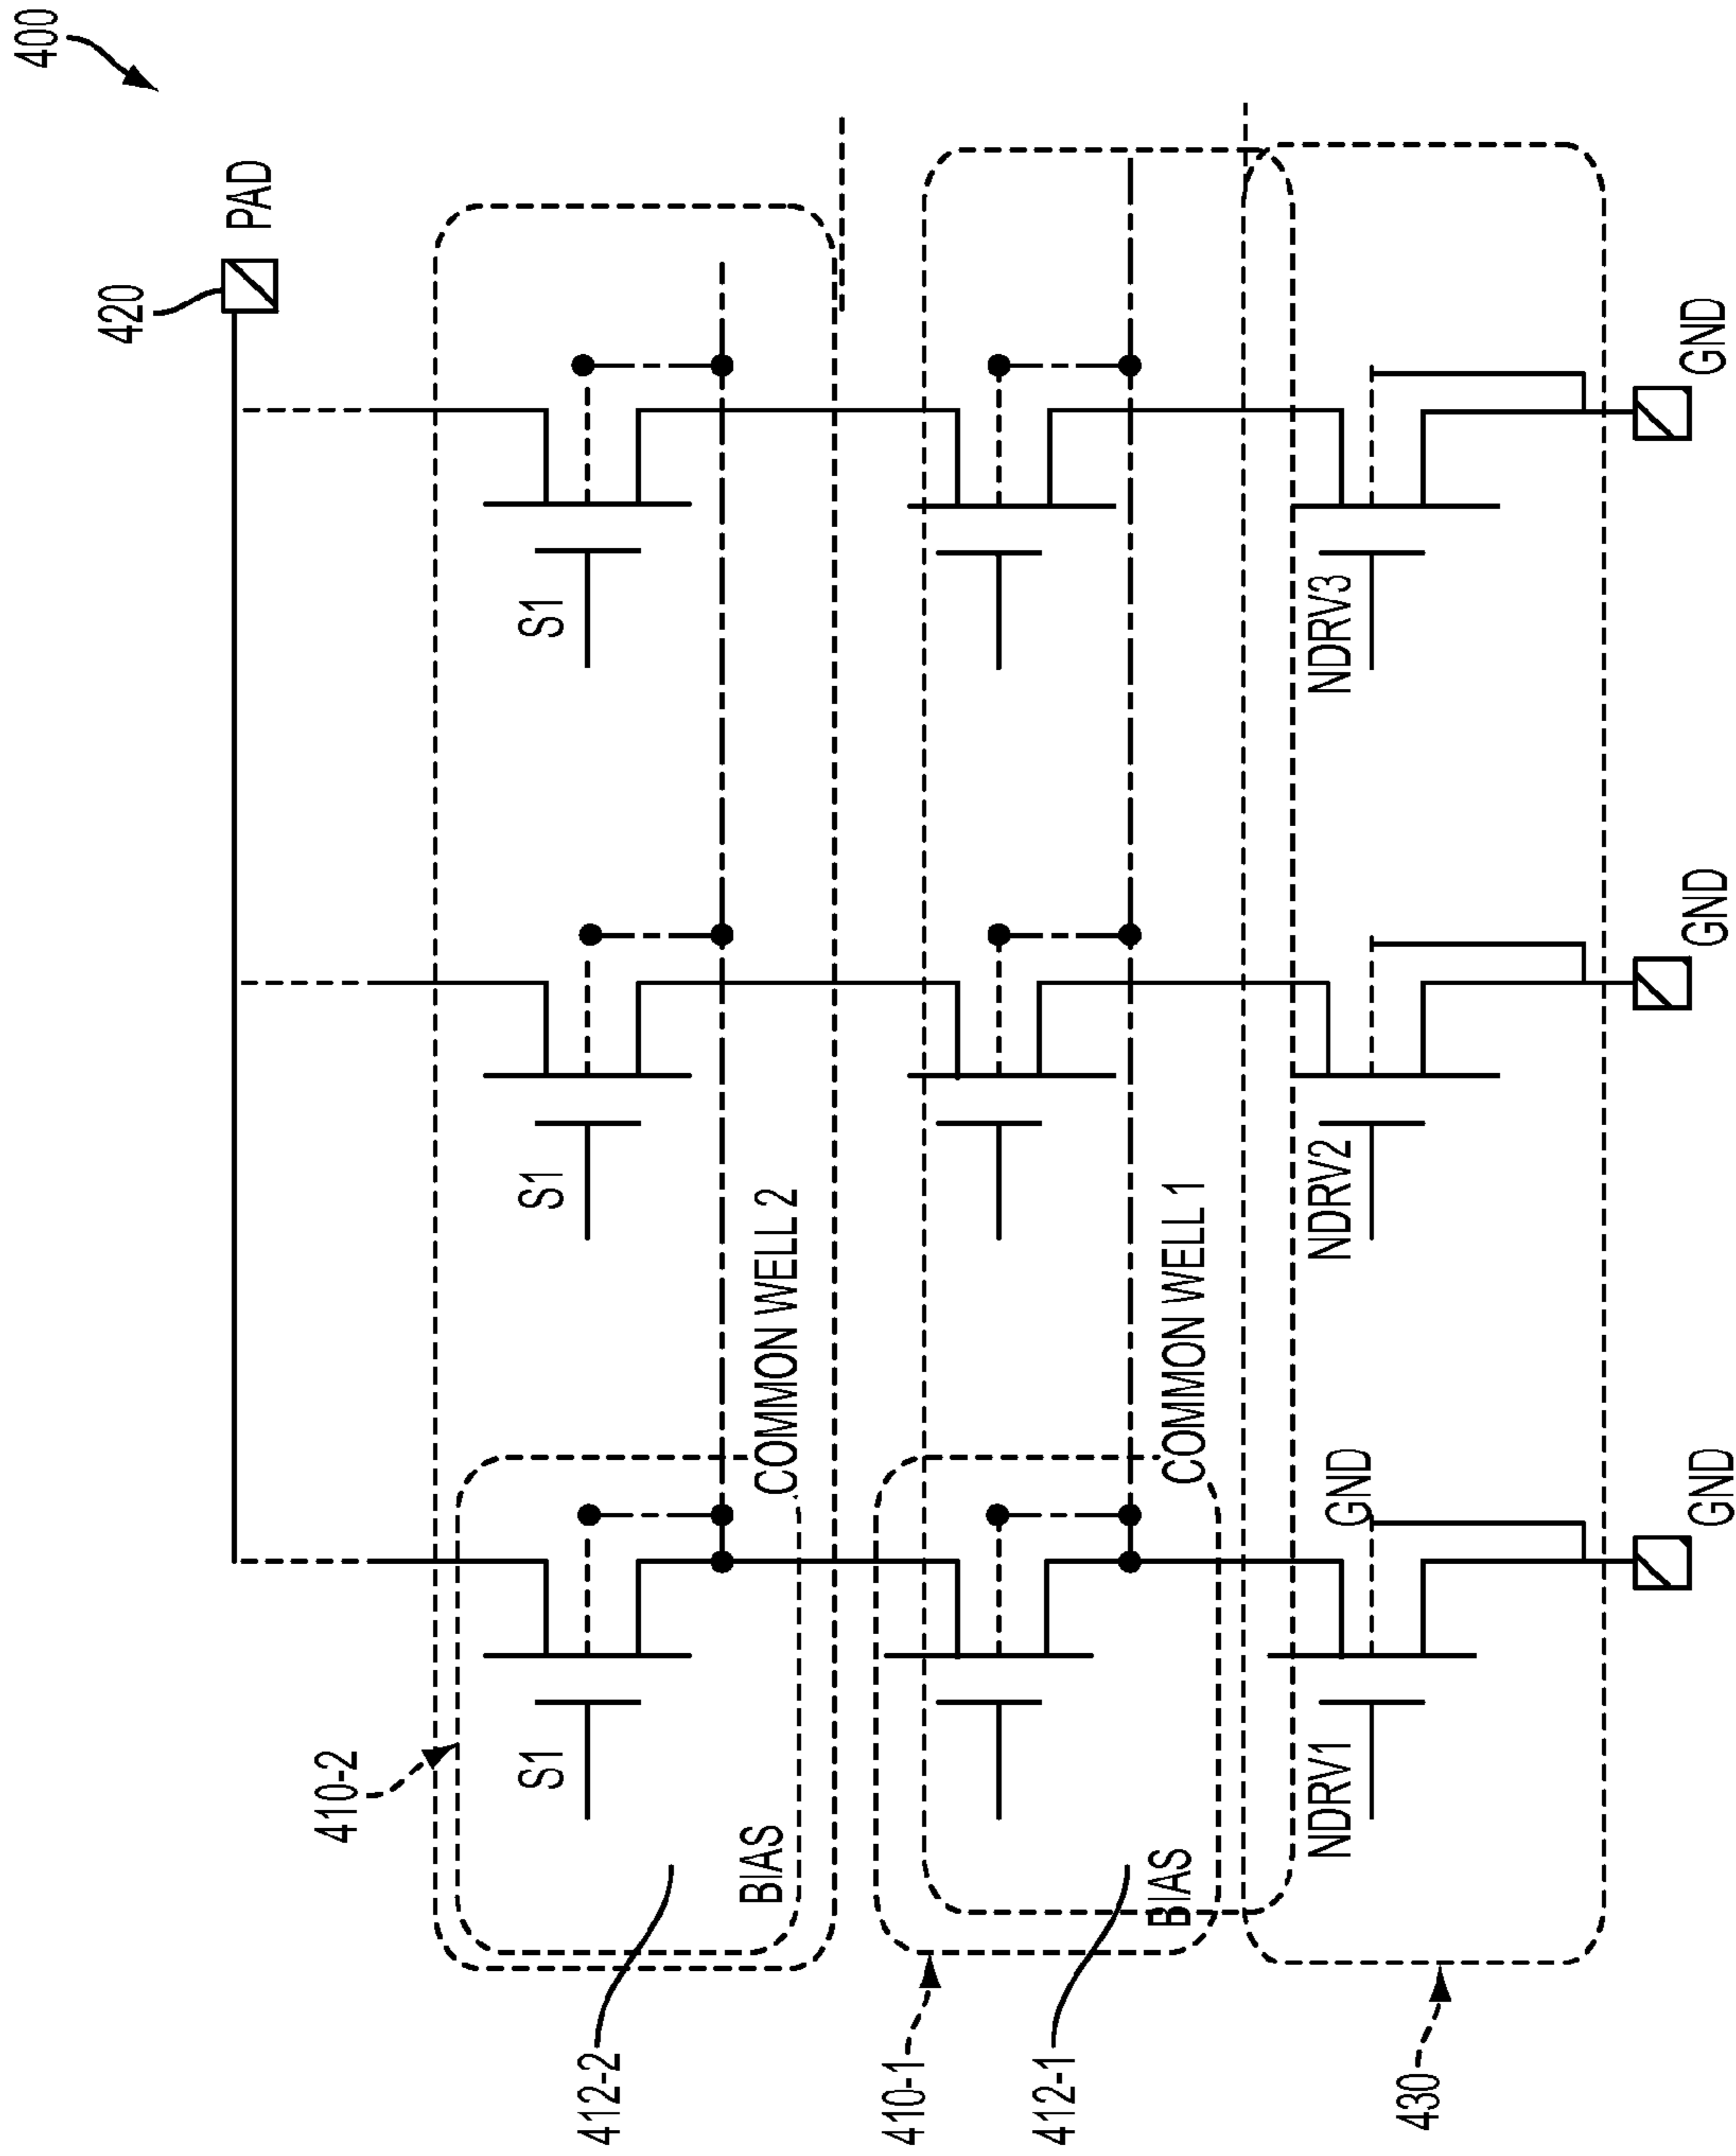 400
420
PAD
S1
S1
S1
410-2
412-2
BIAS
COMMON WELL 2
410-1
412-1
BIAS
COMMON WELL 1
NDRV1
NDRV2
NDRV3
GND
430
GND
GND
GND